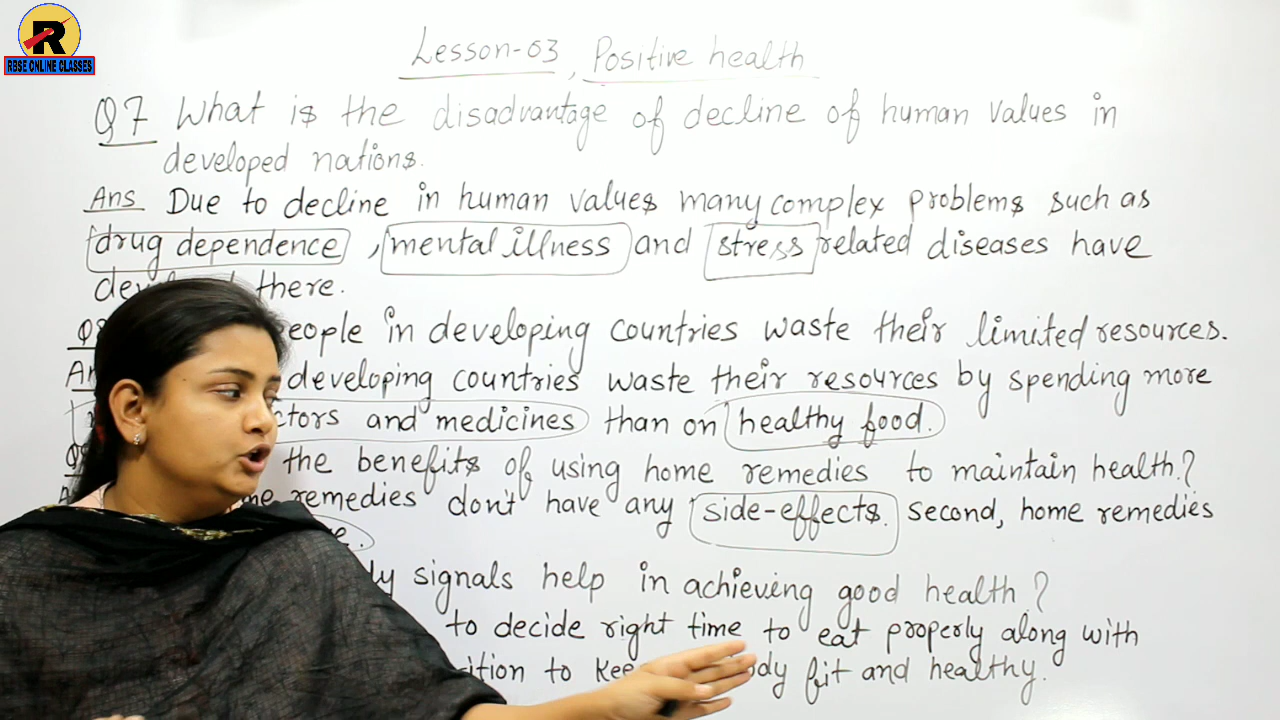 R
RBSE ONLINE CLASSES
Lesson-03, Positive health
Q7 What is the disadvantage of decline of human values in
developed nations.
Ans Due to decline in human values many complex problems such as
drug dependence, mental illness and stress related diseases have
there.
people in developing countries waste their limited resources.
developing countries waste their resources by spending more
and medicines than on healthy food.
the benefits of using home remedies to maintain health.?
remedies don't have any side-effects. Second, home remedies
signals help in achieving good health?
to decide right time to eat properly along with
to fit and healthy.